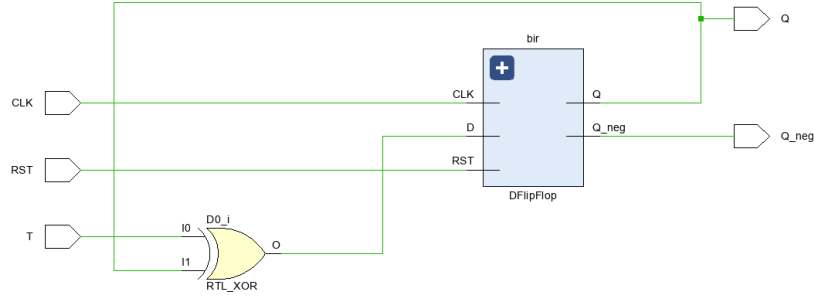 Q
bir
CLK
CLK
Q
D
Q_neg
Q_neg
RST
RST
DFlipFlop
D0_i
T
I0
O
I1
RTL_XOR